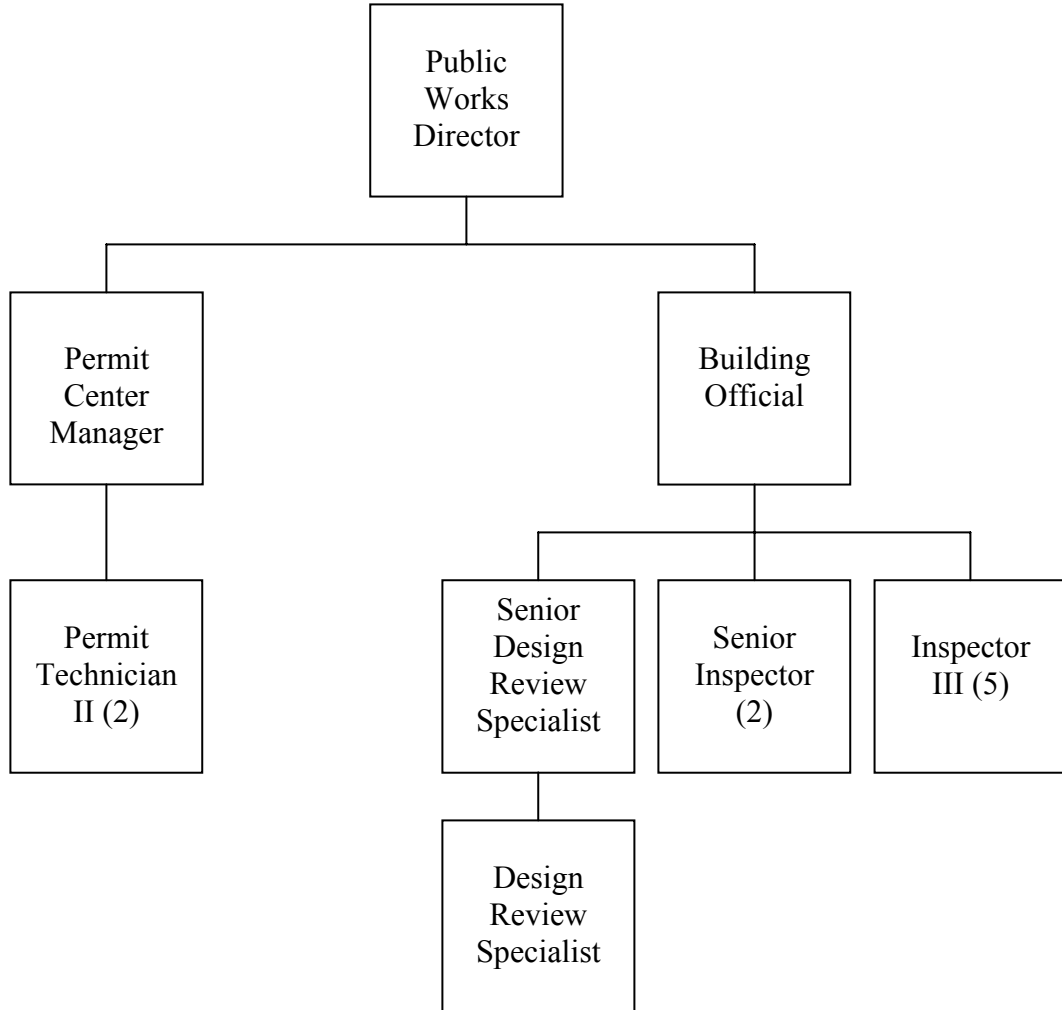 Public
Works
Director
Permit
Center
Manager
Building
Official
Permit
Technician
II (2)
Senior
Design
Review
Specialist
Senior
Inspector
(2)
Inspector
III (5)
Design
Review
Specialist